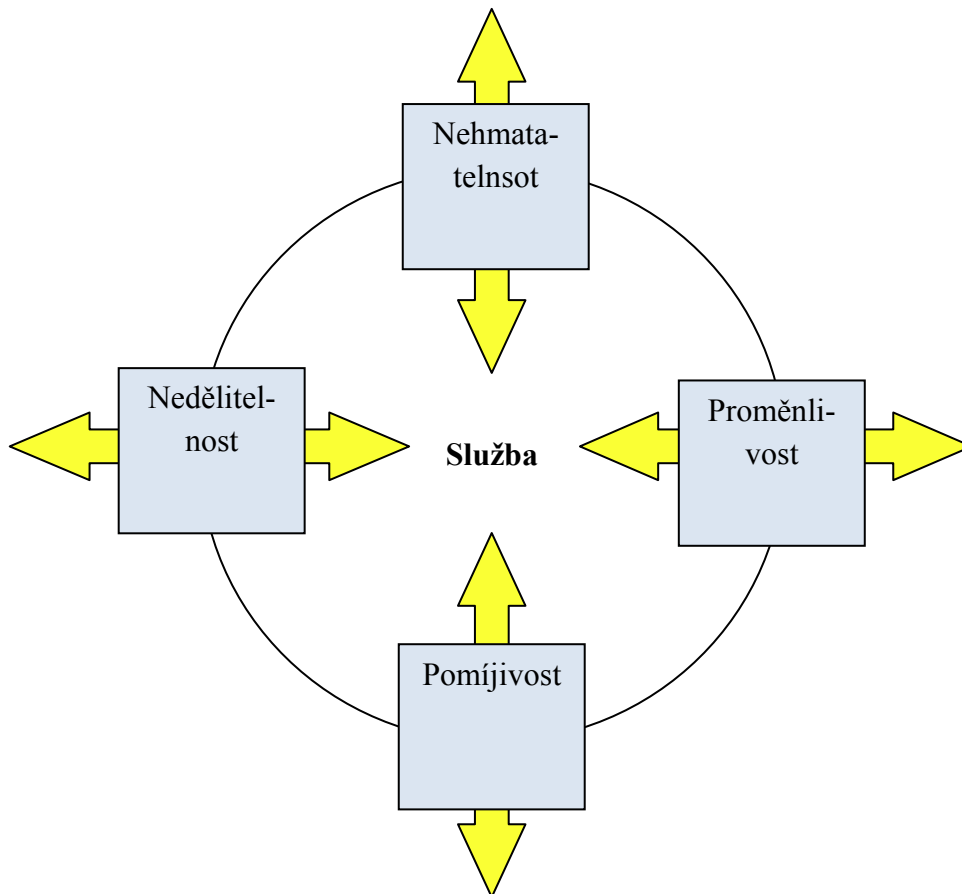 Nehmata-
telnsot
Nedělitel-
nost
Služba
Proměnli-
vost
Pomíjivost